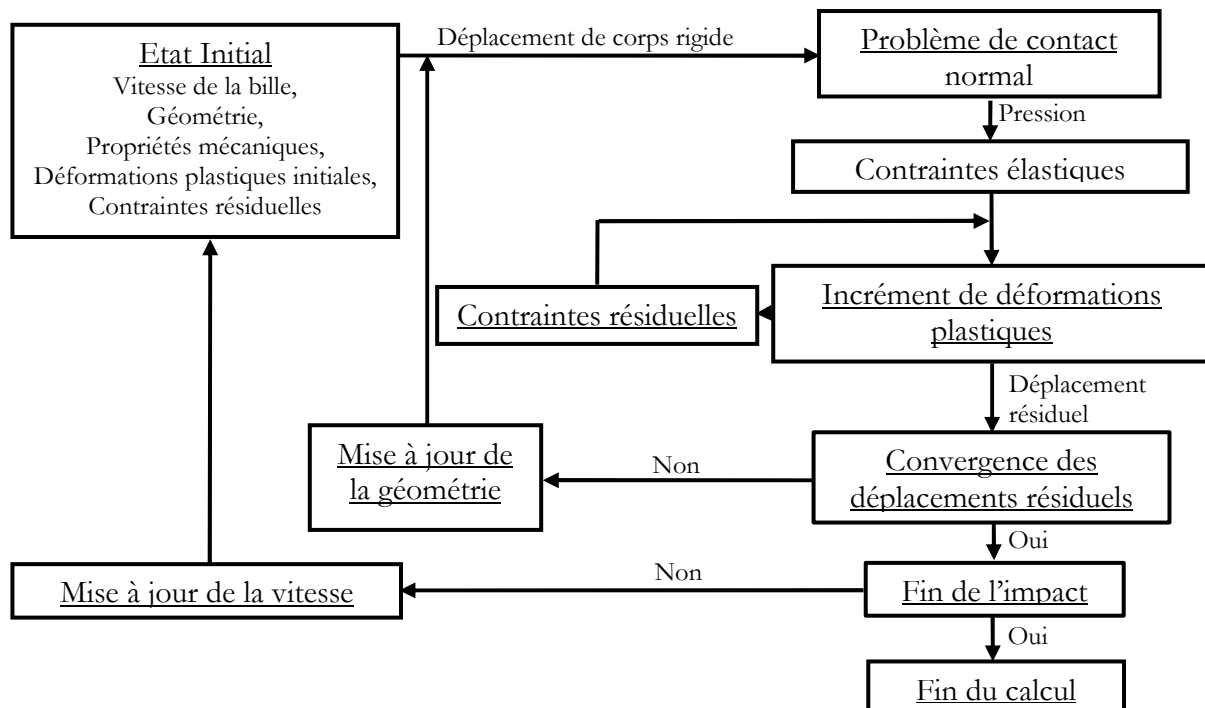 Etat Initial
Vitesse de la bille,
Géométrie,
Propriétés mécaniques,
Déformations plastiques initiales,
Contraintes résiduelles
Déplacement de corps rigide
Problème de contact
normal
Pression
Contraintes élastiques
Incrément de déformations
plastiques
Contraintes résiduelles
Déplacement
résiduel
Convergence des
déplacements résiduels
Non
Mise à jour de
la géométrie
Oui
Fin de l’impact
Non
Mise à jour de la vitesse
Oui
Fin du calcul